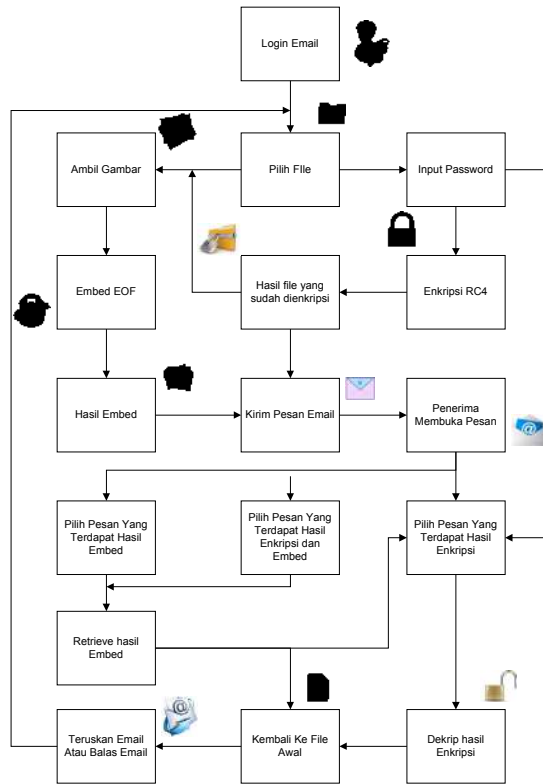 Login Email
Ambil Gambar
Pilih FIle
Input Password
Embed EOF
Hasil file yang
sudah dienkripsi
Enkripsi RC4
Hasil Embed
Kirim Pesan Email
Penerima
Membuka Pesan
Pilih Pesan Yang
Terdapat Hasil
Embed
Pilih Pesan Yang
Terdapat Hasil
Enkripsi dan
Embed
Pilih Pesan Yang
Terdapat Hasil
Enkripsi
Retrieve hasil
Embed
Teruskan Email
Atau Balas Email
Kembali Ke File
Awal
Dekrip hasil
Enkripsi